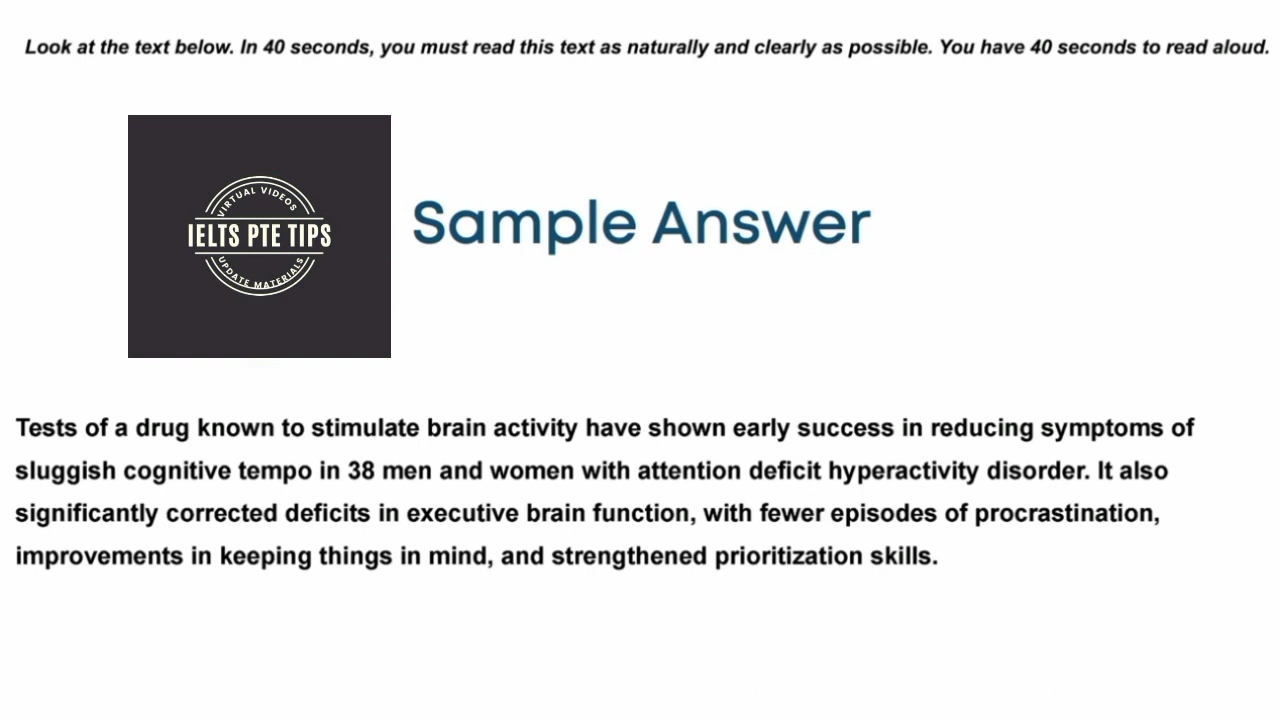 Look at the text below. In 40 seconds, you must read this text as naturally and clearly as possible. You have 40 seconds to read aloud.
VIRTUAL VIDEOS
IELTS PTE TIPS
UPDATE MATERIALS
Sample Answer
Tests of a drug known to stimulate brain activity have shown early success in reducing symptoms of
sluggish cognitive tempo in 38 men and women with attention deficit hyperactivity disorder. It also
significantly corrected deficits in executive brain function, with fewer episodes of procrastination,
improvements in keeping things in mind, and strengthened prioritization skills.